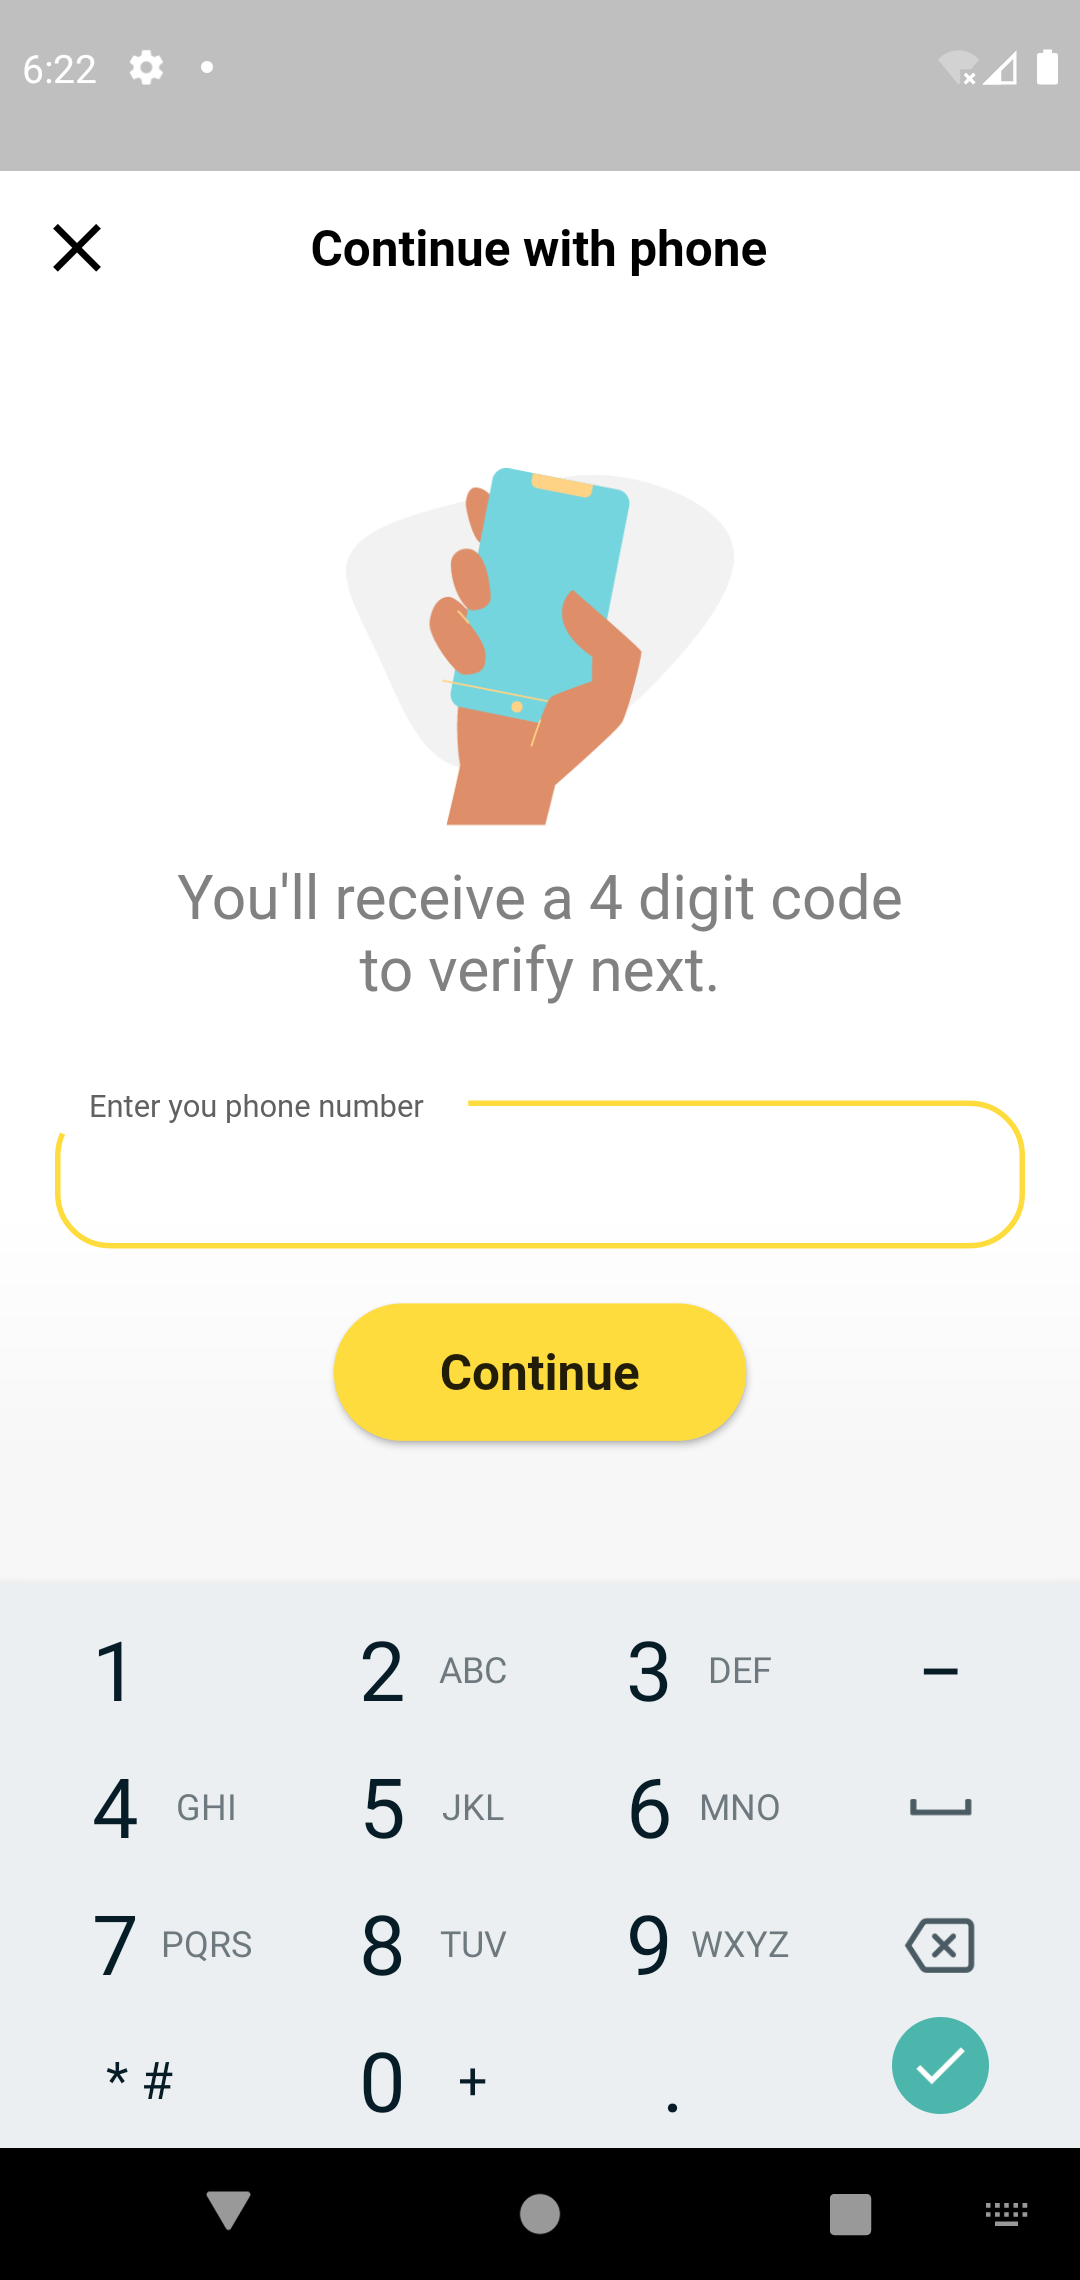 6:22
Continue with phone
You'll receive a 4 digit code
to verify next.
Enter you phone number
Continue
1 2 ABC 3 DEF –
4 GHI 5 JKL 6 MNO
7 PQRS 8 TUV 9 WXYZ
* # 0 + .